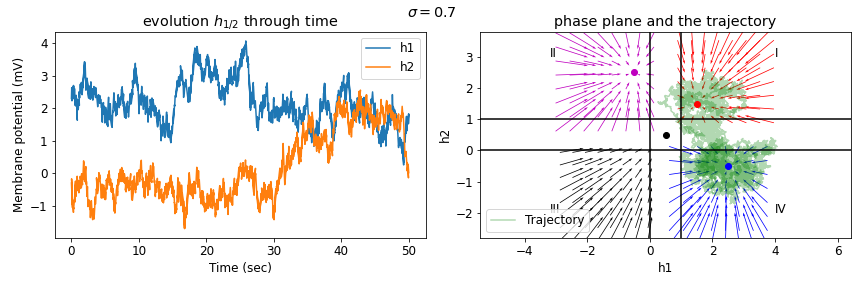 σ = 0.7
evolution h1/2 through time
4
3
2
1
0
−1
0 10 20 30 40 50
Membrane potential (mV)
Time (sec)
h1
h2
phase plane and the trajectory
3
2
1
0
−1
−2
−4 −2 0 2 4 6
h2
h1
II
I
III
IV
Trajectory